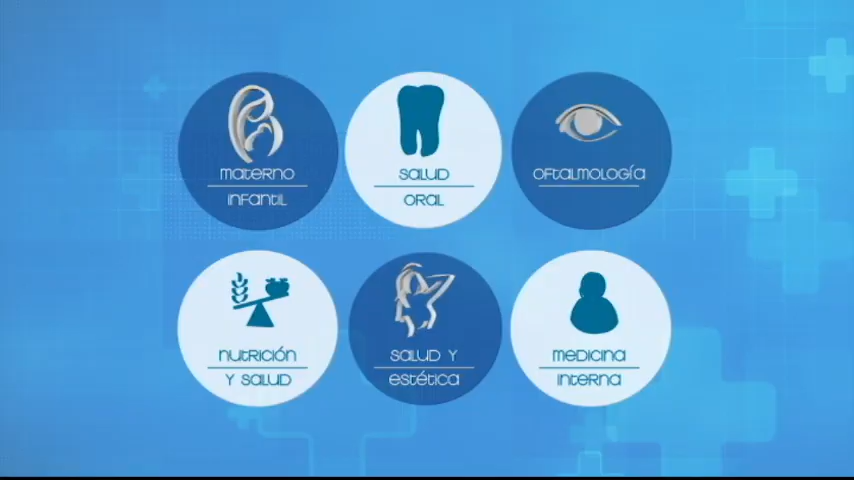 materno
infantil
salud
oral
oftalmología
nutrición
y salud
salud y
estética
medicina
interna